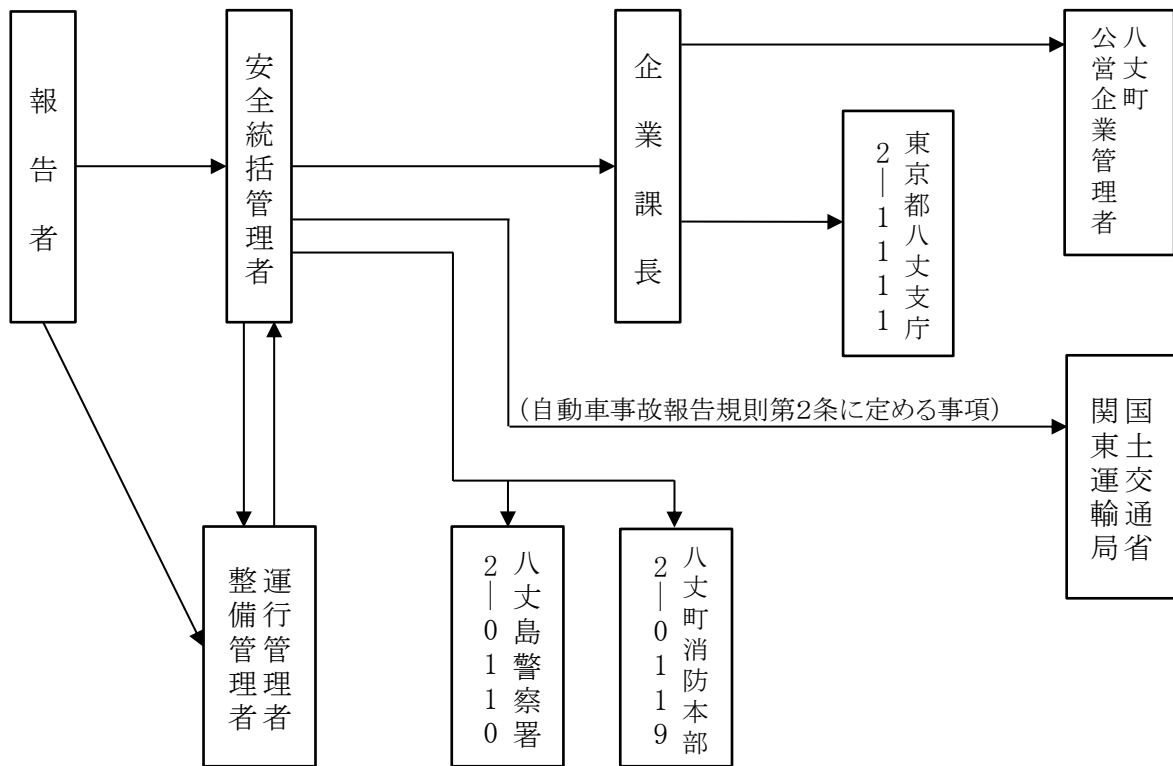 報告者
安全統括管理者
企業課長
八丈町
公営企業管理者
東京都八丈支庁
2―1111
(自動車事故報告規則第2条に定める事項)
国土交通省
関東運輸局
運行管理者
整備管理者
八丈島警察署
2―0110
八丈町消防本部
2―0119